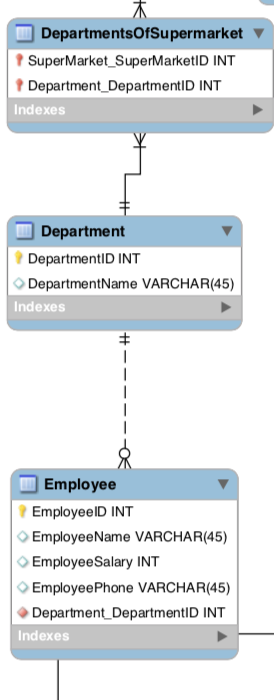 DepartmentsOfSupermarket
SuperMarket_SuperMarketID INT
Department_DepartmentID INT
Indexes
Department
DepartmentID INT
DepartmentName VARCHAR(45)
Indexes
Employee
EmployeeID INT
EmployeeName VARCHAR(45)
EmployeeSalary INT
EmployeePhone VARCHAR(45)
Department_DepartmentID INT
Indexes